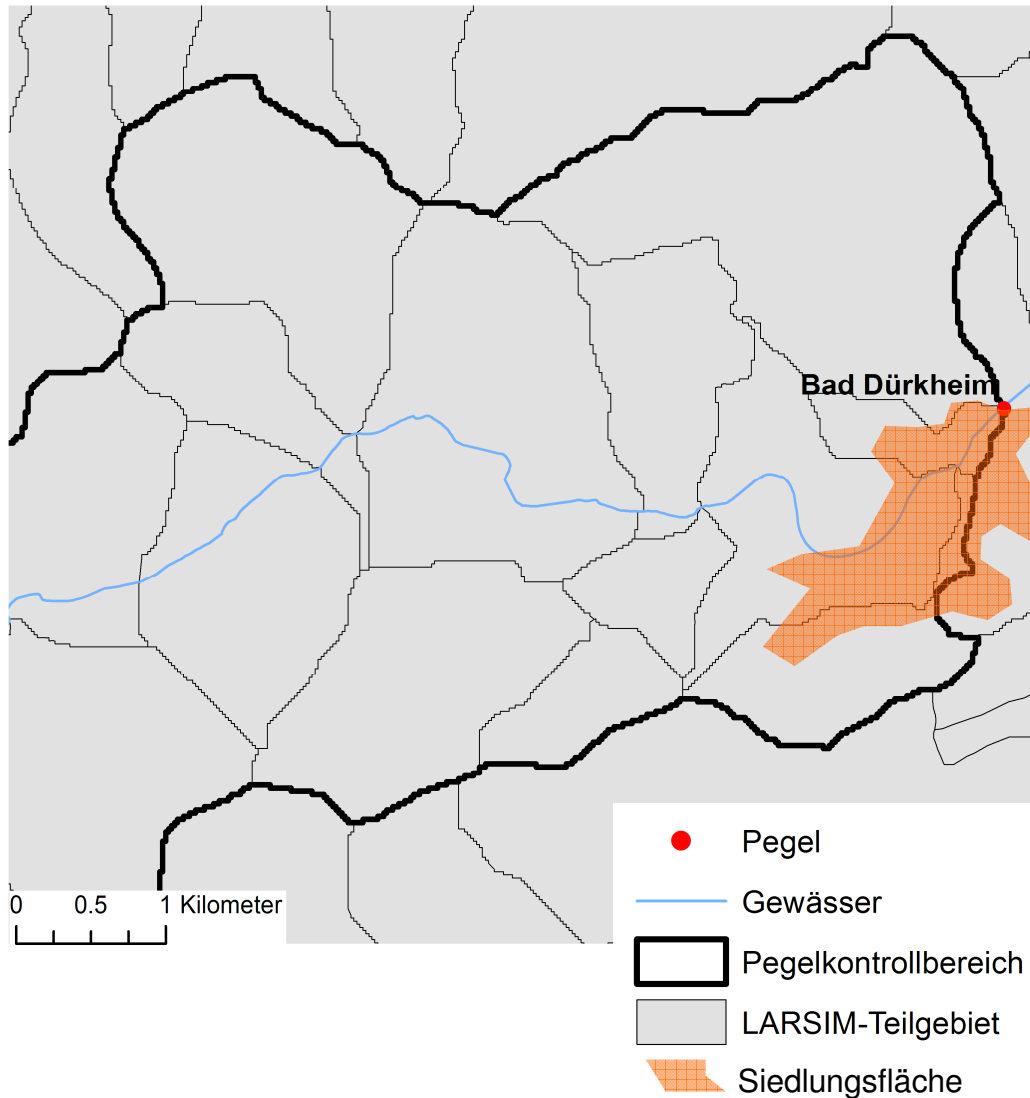 Bad Dürkheim
0 0.5 1 Kilometer
Pegel
Gewässer
Pegelkontrollbereich
LARSIM-Teilgebiet
Siedlungsfläche